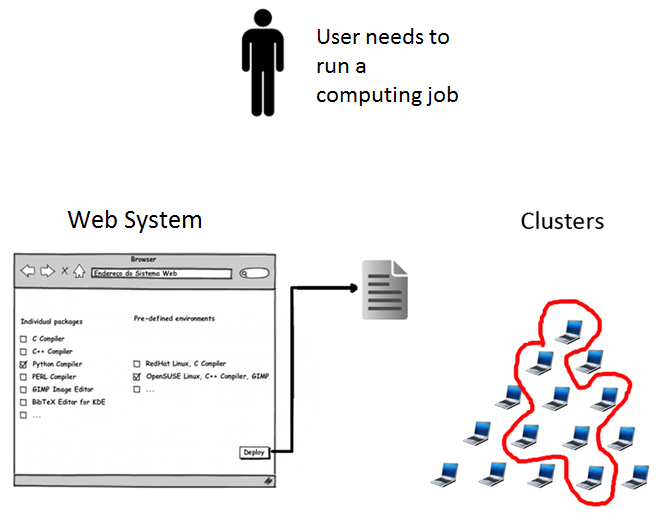 User needs to
run a
computing job
Web System
Clusters
Browser
X
Endereço do Sistema Web
Individual packages
Pre-defined environments
C Compiler
C++ Compiler
Python Compiler
RedHat Linux, C Compiler
PERL Compiler
OpenSUSE Linux, C++ Compiler, GIMP
GIMP Image Editor
...
BibTeX Editor for KDE
...
Deploy